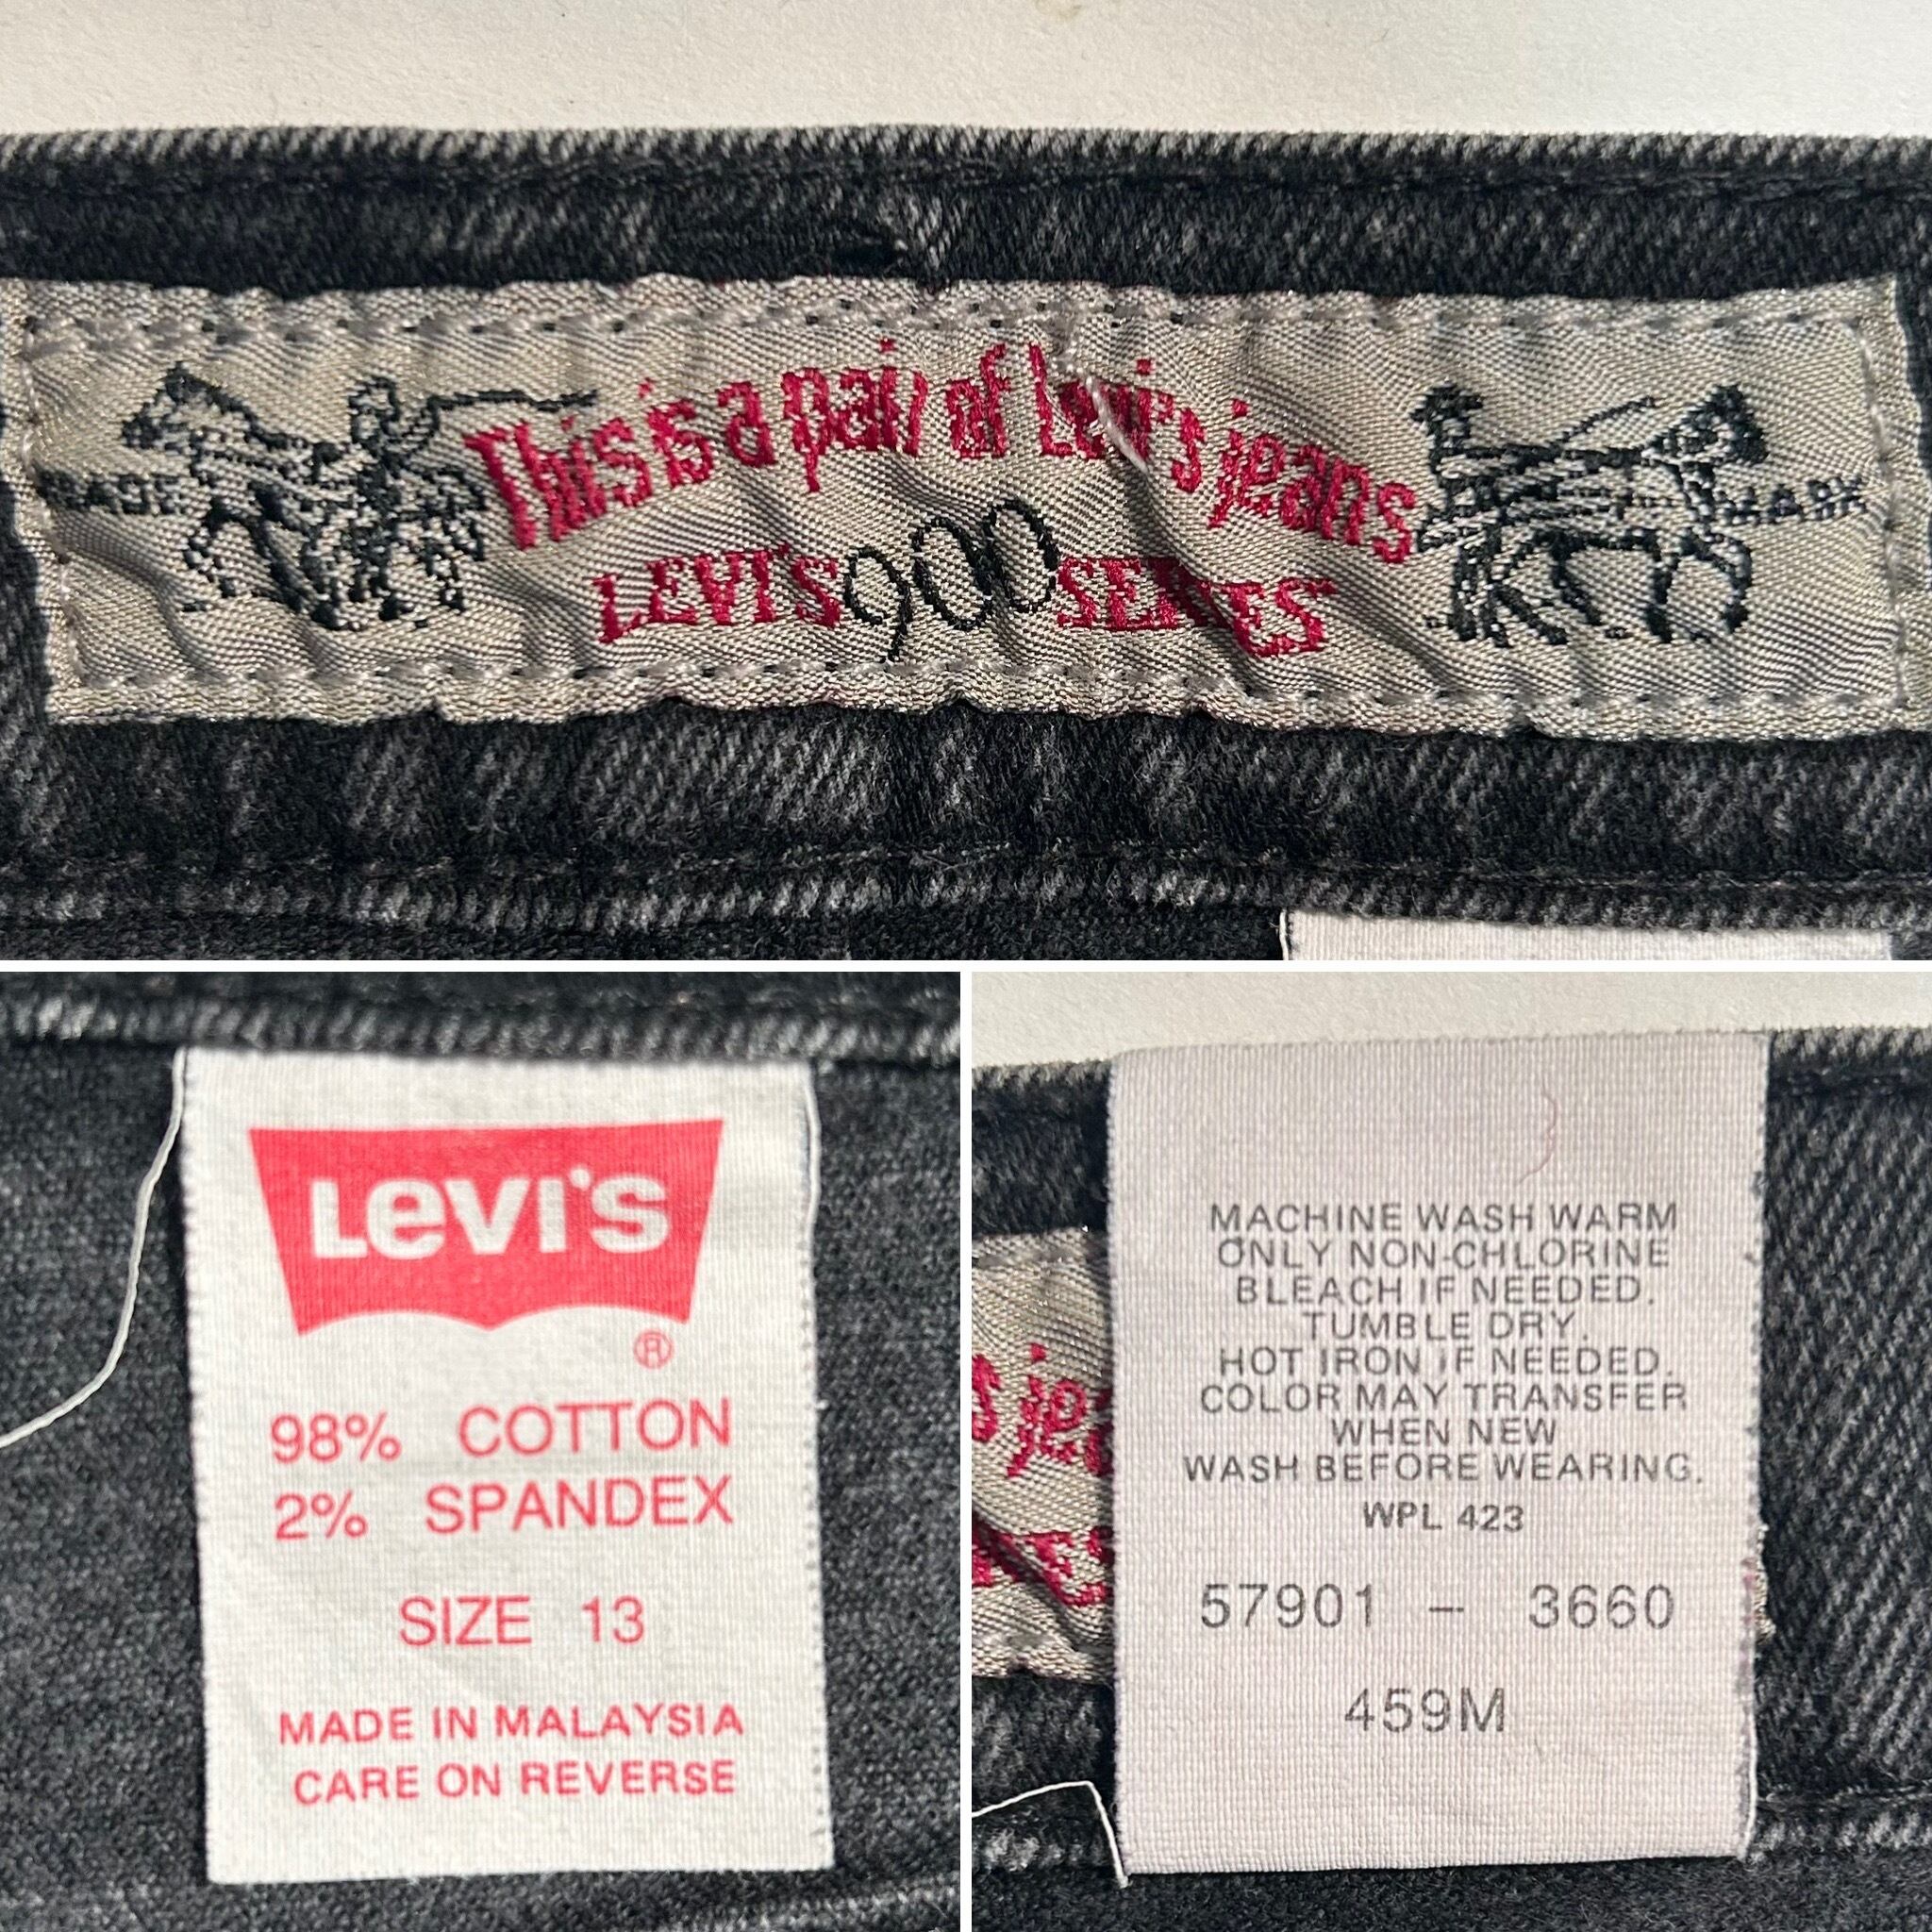 This is a pair of Levi's jeans
RADE MARK
LEVI'S 900 SERIES
Levi's
®
98% COTTON
2% SPANDEX
SIZE 13
MADE IN MALAYSIA
CARE ON REVERSE
MACHINE WASH WARM
ONLY NON-CHLORINE
BLEACH IF NEEDED.
TUMBLE DRY.
HOT IRON IF NEEDED.
COLOR MAY TRANSFER
WHEN NEW
WASH BEFORE WEARING.
WPL 423
57901 - 3660
459M